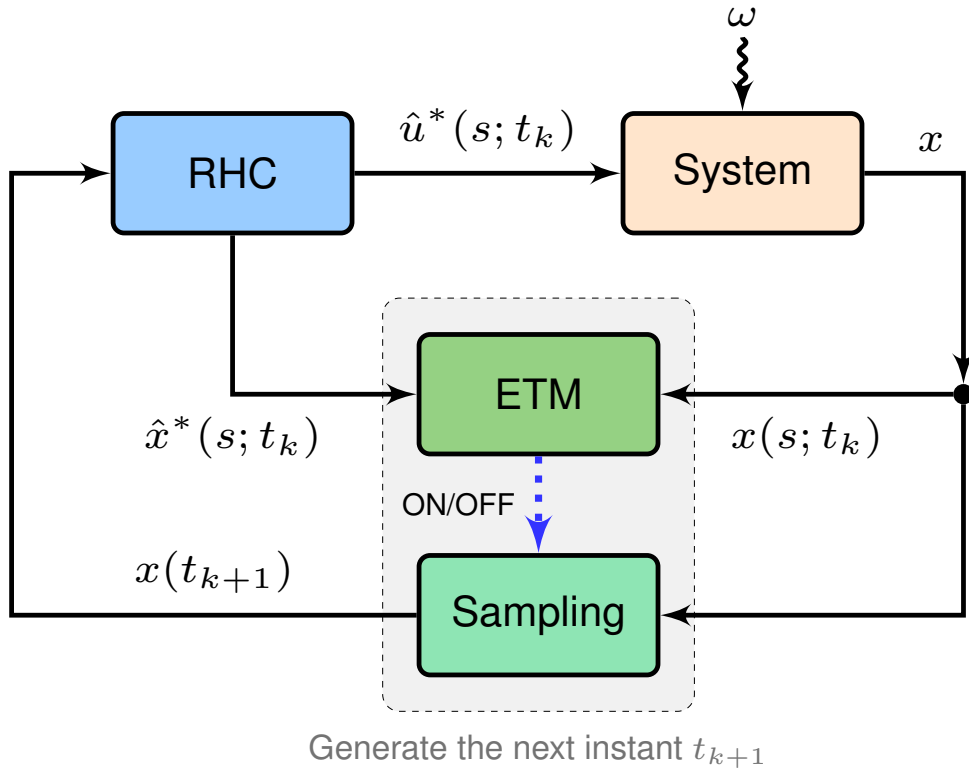 ω
û*(s; t_k)
x
RHC
System
ETM
x̂*(s; t_k)
x(s; t_k)
ON/OFF
x(t_{k+1})
Sampling
Generate the next instant t_{k+1}